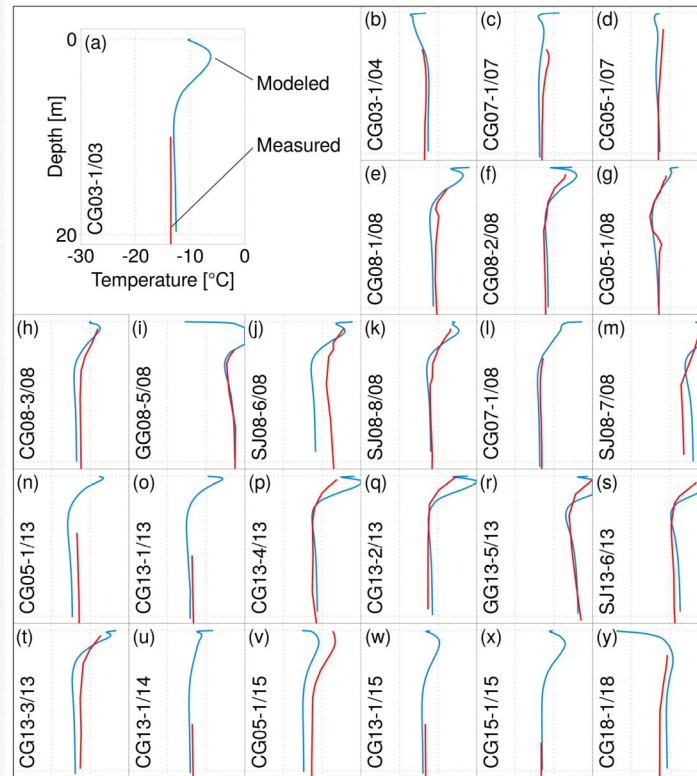 0
(a)
Modeled
Depth [m]
Measured
CG03-1/03
20
-30 -20 -10 0
Temperature [°C]
(b)
CG03-1/04
(c)
CG07-1/07
(d)
CG05-1/07
(e)
CG08-1/08
(f)
CG08-2/08
(g)
CG05-1/08
(h)
CG08-3/08
(i)
GG08-5/08
(j)
SJ08-6/08
(k)
SJ08-8/08
(l)
CG07-1/08
(m)
SJ08-7/08
(n)
CG05-1/13
(o)
CG13-1/13
(p)
CG13-4/13
(q)
CG13-2/13
(r)
GG13-5/13
(s)
SJ13-6/13
(t)
CG13-3/13
(u)
CG13-1/14
(v)
CG05-1/15
(w)
CG13-1/15
(x)
CG15-1/15
(y)
CG18-1/18